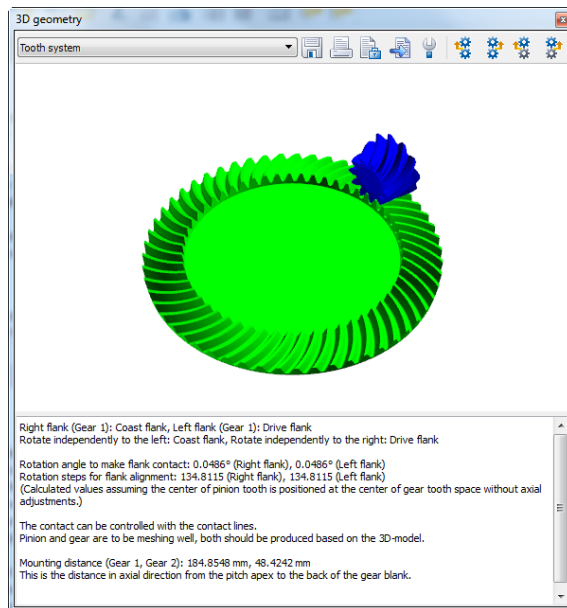 3D geometry
Tooth system
Right flank (Gear 1): Coast flank, Left flank (Gear 1): Drive flank
Rotate independently to the left: Coast flank, Rotate independently to the right: Drive flank
Rotation angle to make flank contact: 0.0486° (Right flank), 0.0486° (Left flank)
Rotation steps for flank alignment: 134.8115 (Right flank), 134.8115 (Left flank)
(Calculated values assuming the center of pinion tooth is positioned at the center of gear tooth space without axial
adjustments.)
The contact can be controlled with the contact lines.
Pinion and gear are to be meshing well, both should be produced based on the 3D-model.
Mounting distance (Gear 1, Gear 2): 184.8548 mm, 48.4242 mm
This is the distance in axial direction from the pitch apex to the back of the gear blank.